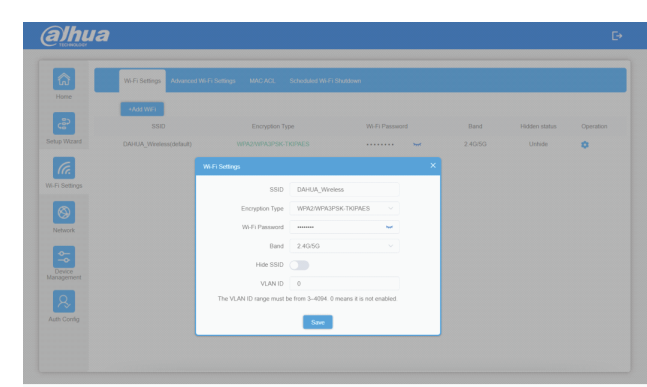 alhua
TECHNOLOGY
Wi-Fi Settings Advanced Wi-Fi Settings MAC ACL Scheduled Wi-Fi Shutdown
Home
+Add WiFi
SSID Encryption Type Wi-Fi Password Band Hidden status Operation
Setup Wizard
DAHUA_Wireless(default) WPA2/WPA3PSK-TKIPAES •••••••• 2.4G/5G Unhide
Wi-Fi Settings
Wi-Fi Settings ×
SSID DAHUA_Wireless
Encryption Type WPA2/WPA3PSK-TKIPAES
Wi-Fi Password ••••••••
Band 2.4G/5G
Hide SSID
VLAN ID 0
The VLAN ID range must be from 3–4094. 0 means it is not enabled.
Save
Network
Device
Management
Auto Config